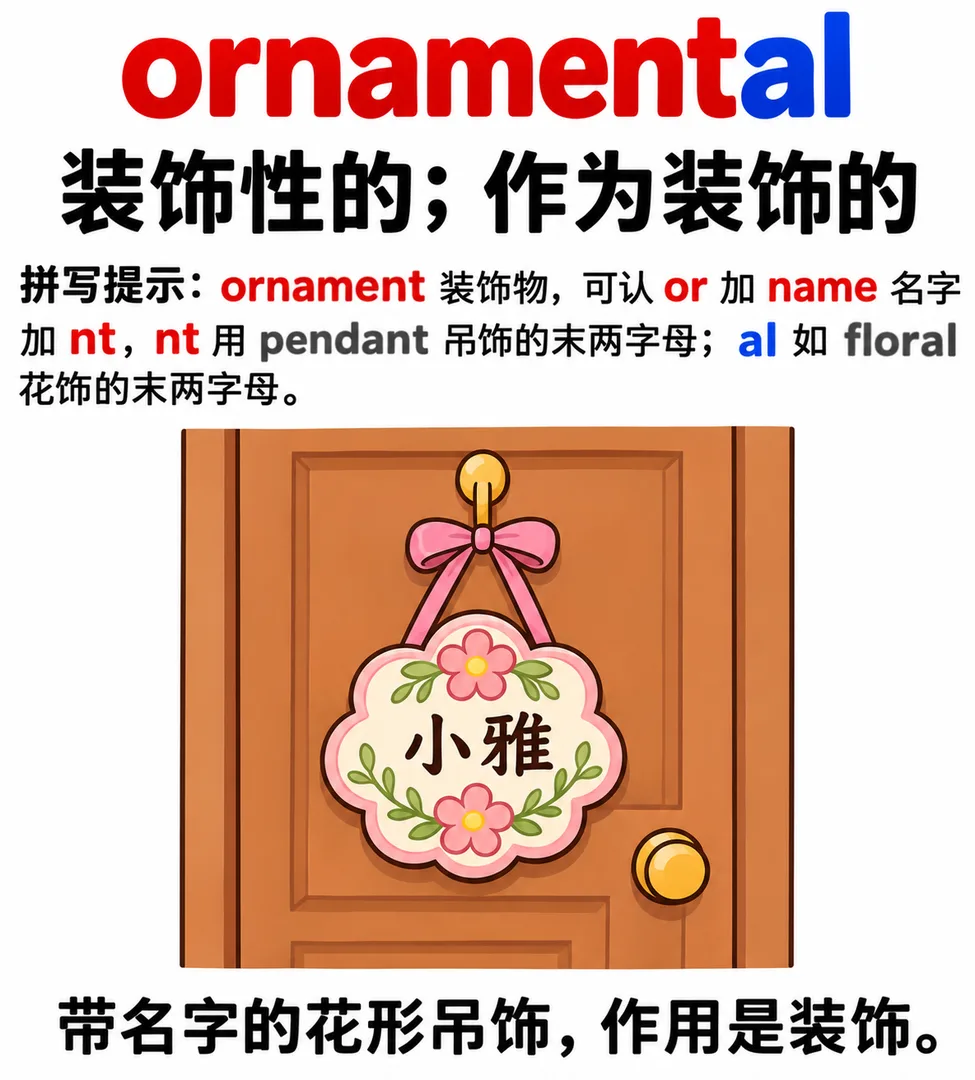 ornamental
装饰性的；作为装饰的
拼写提示：ornament 装饰物，可认 or 加 name 名字
加 nt，nt 用 pendant 吊饰的末两字母；al 如 floral
花饰的末两字母。
小雅
带名字的花形吊饰，作用是装饰。